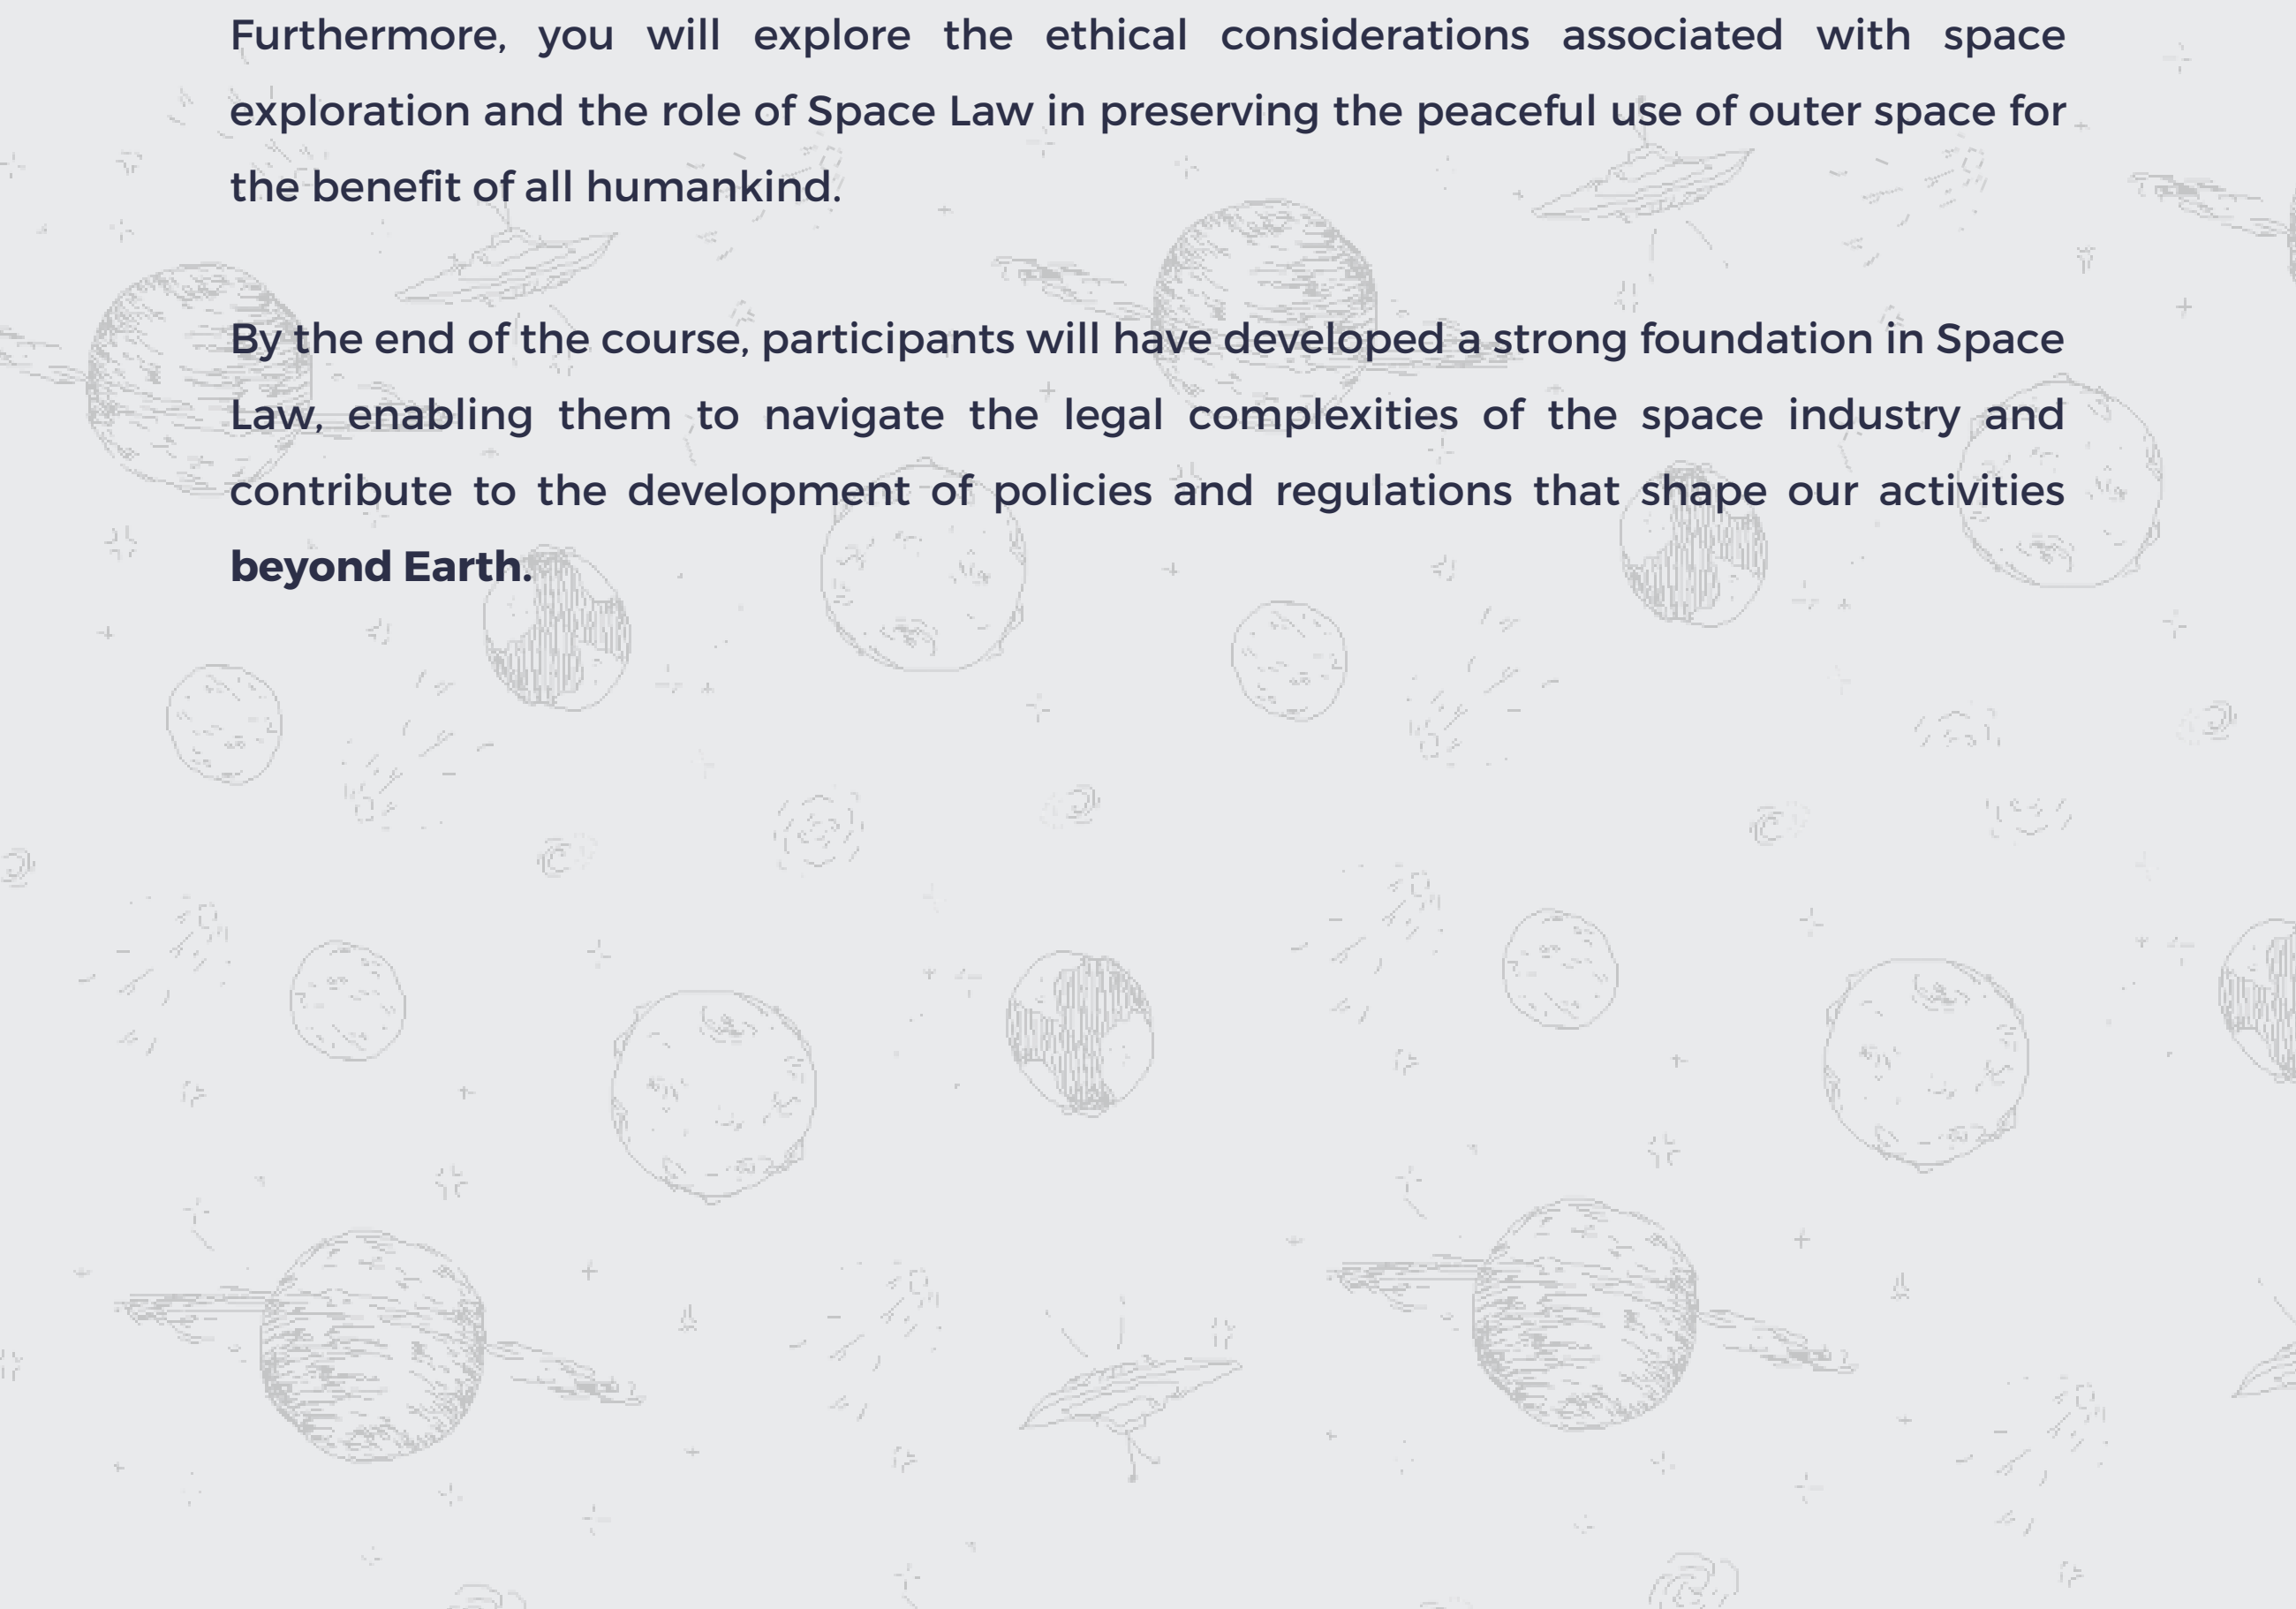 Furthermore, you will explore the ethical considerations associated with space
exploration and the role of Space Law in preserving the peaceful use of outer space for
the benefit of all humankind.
By the end of the course, participants will have developed a strong foundation in Space
Law, enabling them to navigate the legal complexities of the space industry and
contribute to the development of policies and regulations that shape our activities
beyond Earth.